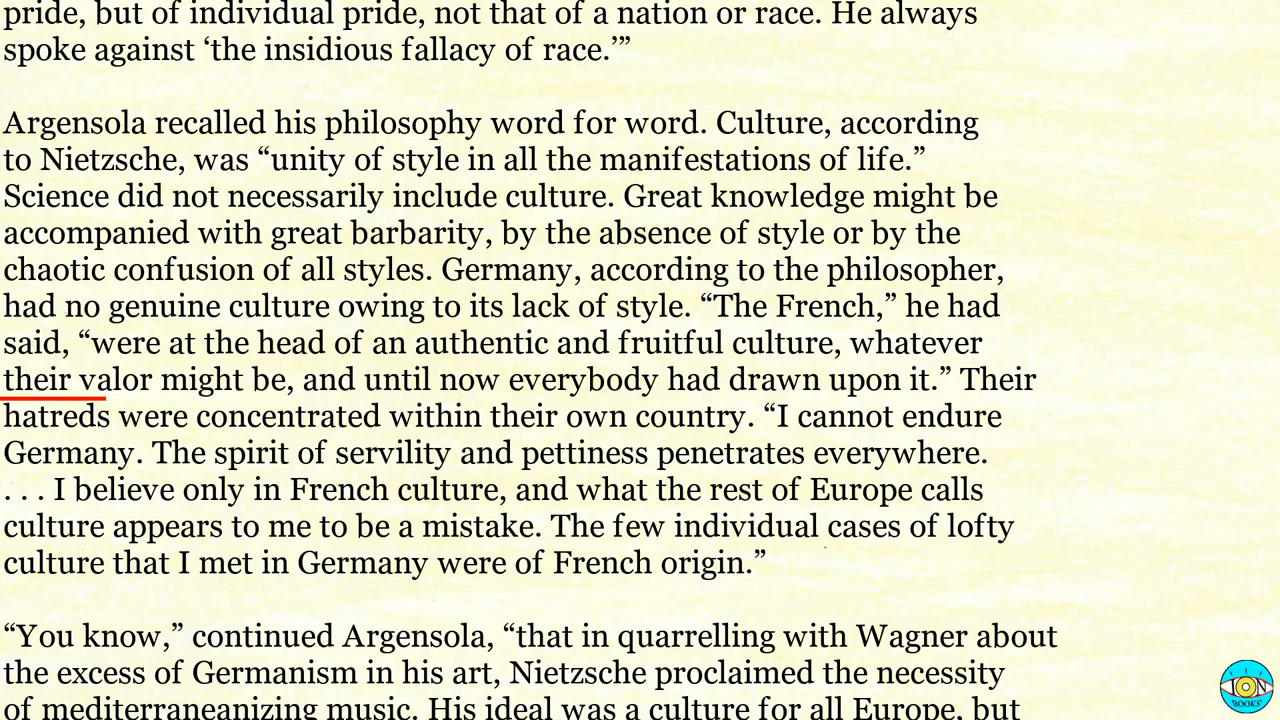 pride, but of individual pride, not that of a nation or race. He always
spoke against ‘the insidious fallacy of race.’”
Argensola recalled his philosophy word for word. Culture, according
to Nietzsche, was “unity of style in all the manifestations of life.”
Science did not necessarily include culture. Great knowledge might be
accompanied with great barbarity, by the absence of style or by the
chaotic confusion of all styles. Germany, according to the philosopher,
had no genuine culture owing to its lack of style. “The French,” he had
said, “were at the head of an authentic and fruitful culture, whatever
their valor might be, and until now everybody had drawn upon it.” Their
hatreds were concentrated within their own country. “I cannot endure
Germany. The spirit of servility and pettiness penetrates everywhere.
. . . I believe only in French culture, and what the rest of Europe calls
culture appears to me to be a mistake. The few individual cases of lofty
culture that I met in Germany were of French origin.”
“You know,” continued Argensola, “that in quarrelling with Wagner about
the excess of Germanism in his art, Nietzsche proclaimed the necessity
of mediterraneanizing music. His ideal was a culture for all Europe, but
ION
BOOKS